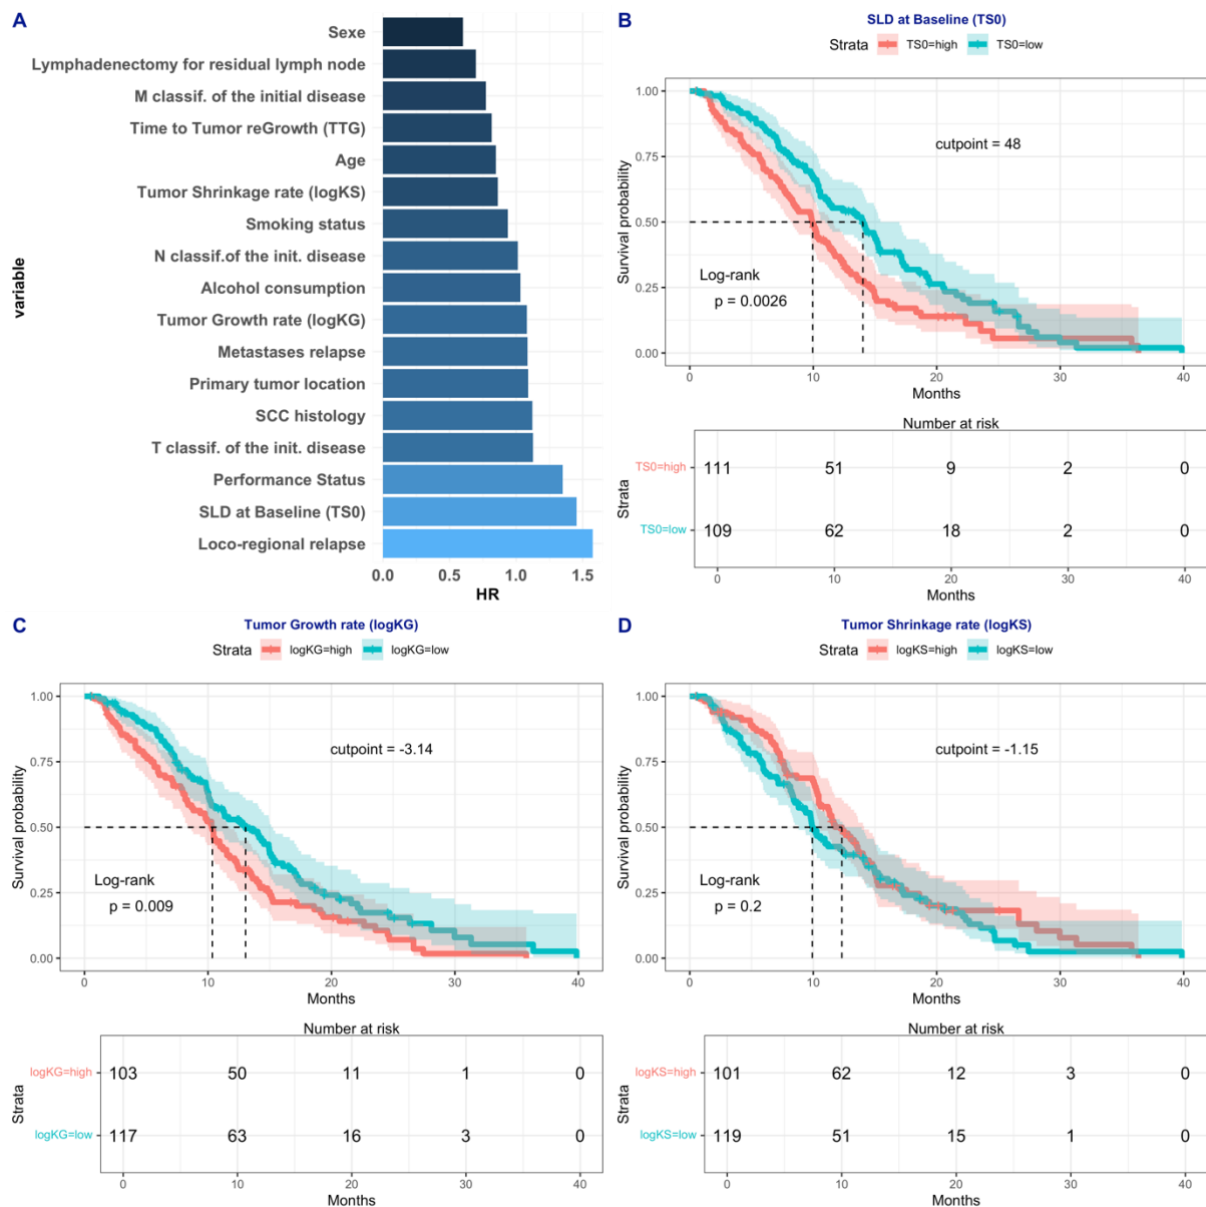 A
Sexe
Lymphadenectomy for residual lymph node
M classif. of the initial disease
Time to Tumor reGrowth (TTG)
Age
Tumor Shrinkage rate (logKS)
Smoking status
N classif.of the init. disease
Alcohol consumption
Tumor Growth rate (logKG)
Metastases relapse
Primary tumor location
SCC histology
T classif. of the init. disease
Performance Status
SLD at Baseline (TS0)
Loco-regional relapse
variable
0.0 0.5 1.0 1.5
HR
B
SLD at Baseline (TS0)
Strata TS0=high TS0=low
1.00
0.75
0.50
0.25
0.00
Survival probability
cutpoint = 48
Log-rank
p = 0.0026
0 10 20 30 40
Months
Number at risk
Strata
TS0=high 111 51 9 2 0
TS0=low 109 62 18 2 0
0 10 20 30 40
Months
C
Tumor Growth rate (logKG)
Strata logKG=high logKG=low
1.00
0.75
0.50
0.25
0.00
Survival probability
cutpoint = -3.14
Log-rank
p = 0.009
0 10 20 30 40
Months
Number at risk
Strata
logKG=high 103 50 11 1 0
logKG=low 117 63 16 3 0
0 10 20 30 40
Months
D
Tumor Shrinkage rate (logKS)
Strata logKS=high logKS=low
1.00
0.75
0.50
0.25
0.00
Survival probability
cutpoint = -1.15
Log-rank
p = 0.2
0 10 20 30 40
Months
Number at risk
Strata
logKS=high 101 62 12 3 0
logKS=low 119 51 15 1 0
0 10 20 30 40
Months